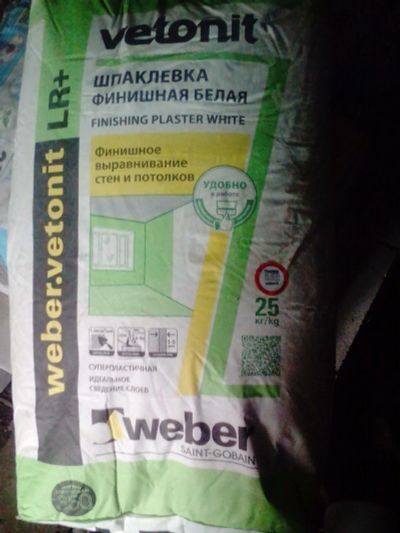 vetonit
ШПАКЛЕВКА
ФИНИШНАЯ БЕЛАЯ
FINISHING PLASTER WHITE
Финишное
выравнивание
стен и потолков
УДОБНО
в работе
weber.vetonit LR+
25
кг/kg
СУПЕРПЛАСТИЧНАЯ
ИДЕАЛЬНОЕ
СВЕДЕНИЕ СЛОЕВ
weber
SAINT-GOBAIN